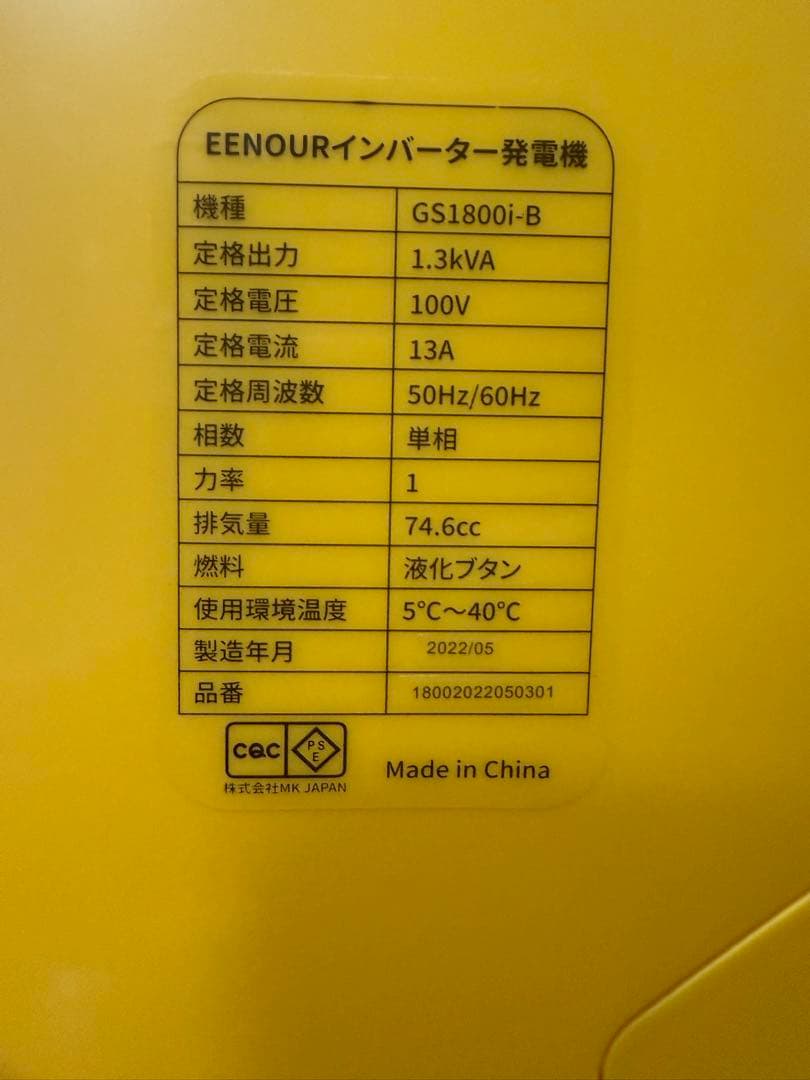 EENOURインバーター発電機
機種 GS1800i-B
定格出力 1.3kVA
定格電圧 100V
定格電流 13A
定格周波数 50Hz/60Hz
相数 単相
力率 1
排気量 74.6cc
燃料 液化ブタン
使用環境温度 5℃～40℃
製造年月 2022/05
品番 18002022050301
CQC PSE
株式会社MK JAPAN
Made in China